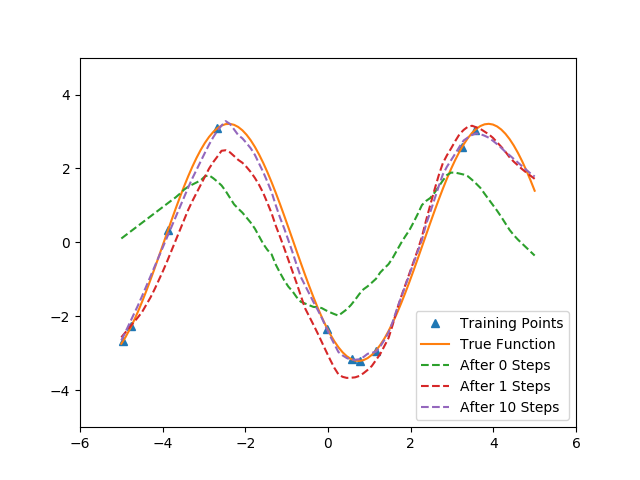 4
2
0
−2
−4
−6
−4
−2
0
2
4
6
Training Points
True Function
After 0 Steps
After 1 Steps
After 10 Steps